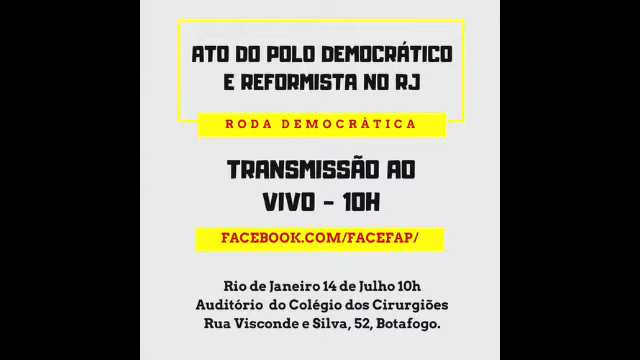 ATO DO POLO DEMOCRÁTICO
E REFORMISTA NO RJ
RODA DEMOCRÁTICA
TRANSMISSÃO AO
VIVO - 10H
FACEBOOK.COM/FACEFAP/
Rio de Janeiro 14 de Julho 10h
Auditório do Colégio dos Cirurgiões
Rua Visconde e Silva, 52, Botafogo.